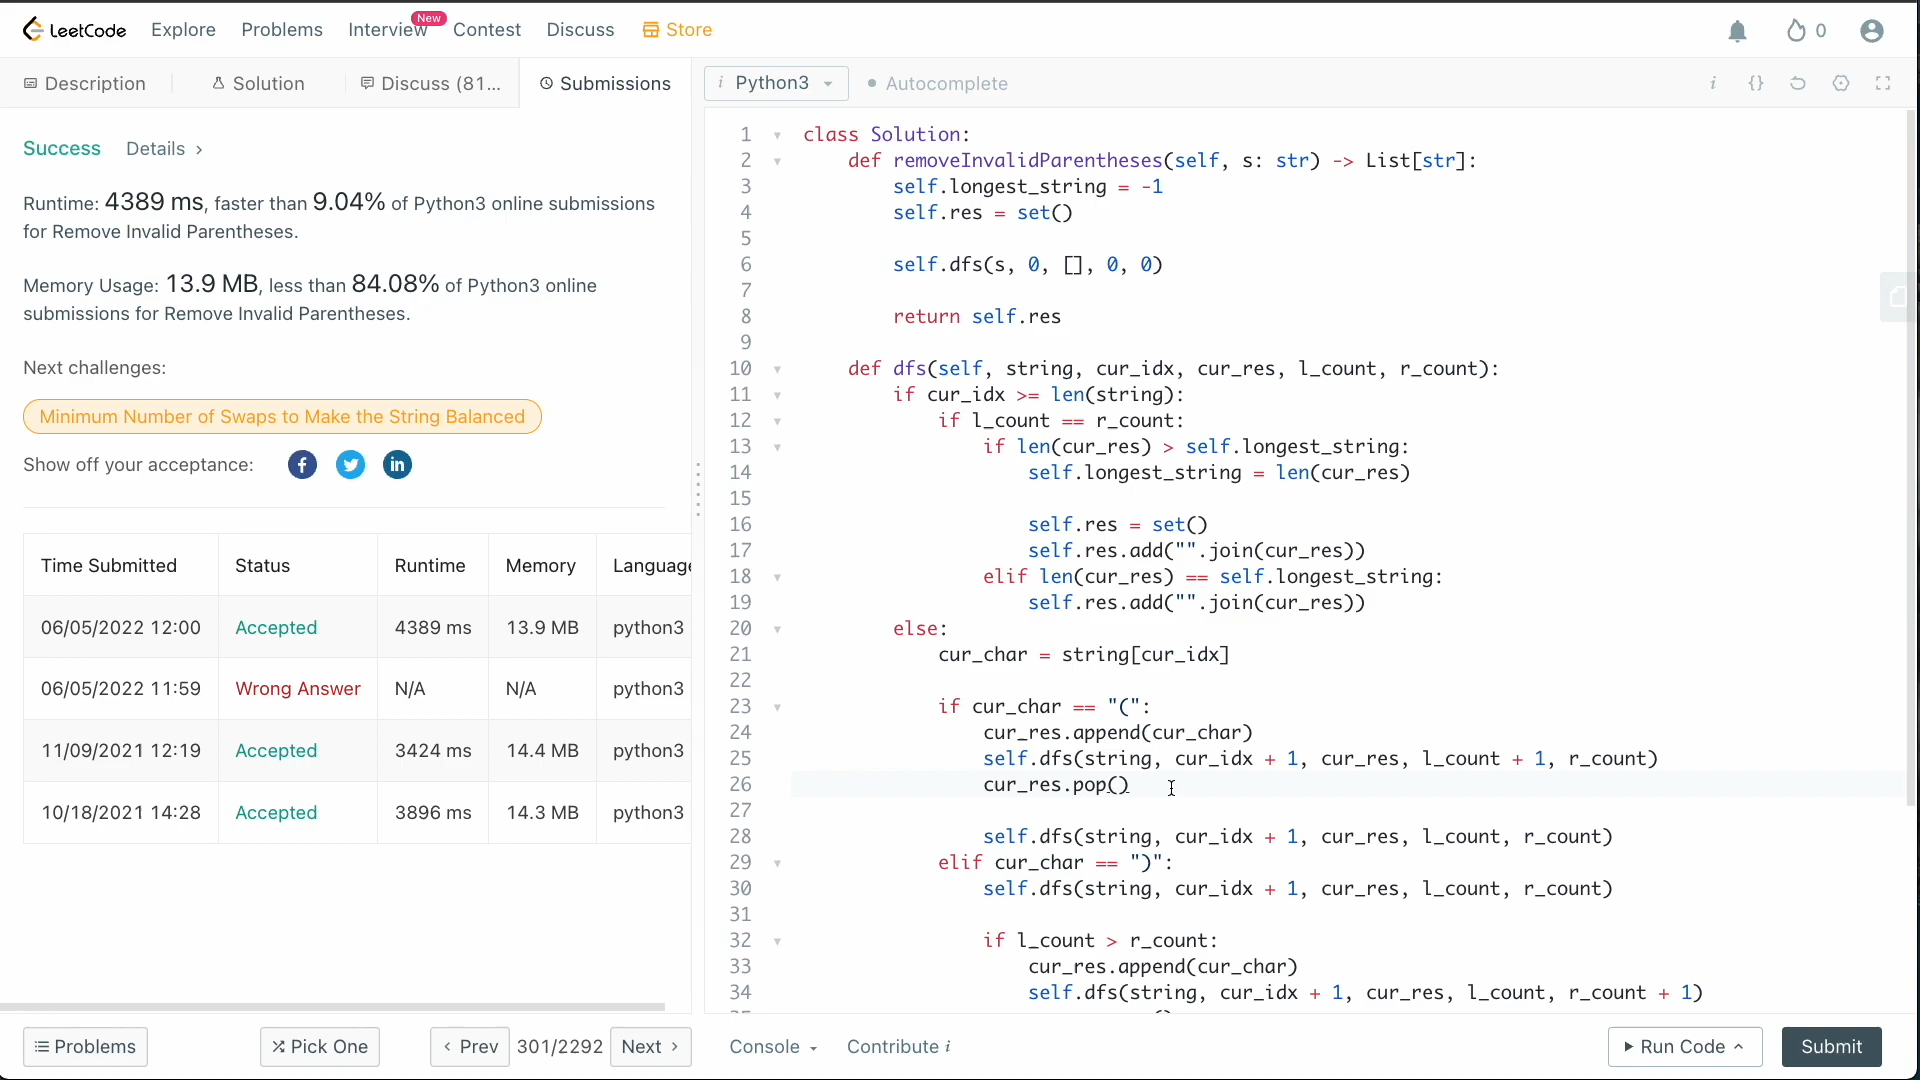 LeetCode Explore Problems Interview New Contest Discuss Store 0
Description Solution Discuss (81... Submissions
i Python3 Autocomplete i {}
Success Details >
Runtime: 4389 ms, faster than 9.04% of Python3 online submissions
for Remove Invalid Parentheses.
Memory Usage: 13.9 MB, less than 84.08% of Python3 online
submissions for Remove Invalid Parentheses.
Next challenges:
Minimum Number of Swaps to Make the String Balanced
Show off your acceptance:
Time Submitted Status Runtime Memory Language
06/05/2022 12:00 Accepted 4389 ms 13.9 MB python3
06/05/2022 11:59 Wrong Answer N/A N/A python3
11/09/2021 12:19 Accepted 3424 ms 14.4 MB python3
10/18/2021 14:28 Accepted 3896 ms 14.3 MB python3
1 class Solution:
2 def removeInvalidParentheses(self, s: str) -> List[str]:
3 self.longest_string = -1
4 self.res = set()
5
6 self.dfs(s, 0, [], 0, 0)
7
8 return self.res
9
10 def dfs(self, string, cur_idx, cur_res, l_count, r_count):
11 if cur_idx >= len(string):
12 if l_count == r_count:
13 if len(cur_res) > self.longest_string:
14 self.longest_string = len(cur_res)
15
16 self.res = set()
17 self.res.add("".join(cur_res))
18 elif len(cur_res) == self.longest_string:
19 self.res.add("".join(cur_res))
20 else:
21 cur_char = string[cur_idx]
22
23 if cur_char == "(":
24 cur_res.append(cur_char)
25 self.dfs(string, cur_idx + 1, cur_res, l_count + 1, r_count)
26 cur_res.pop()
27
28 self.dfs(string, cur_idx + 1, cur_res, l_count, r_count)
29 elif cur_char == ")":
30 self.dfs(string, cur_idx + 1, cur_res, l_count, r_count)
31
32 if l_count > r_count:
33 cur_res.append(cur_char)
34 self.dfs(string, cur_idx + 1, cur_res, l_count, r_count + 1)
Problems Pick One < Prev 301/2292 Next > Console Contribute i Run Code Submit